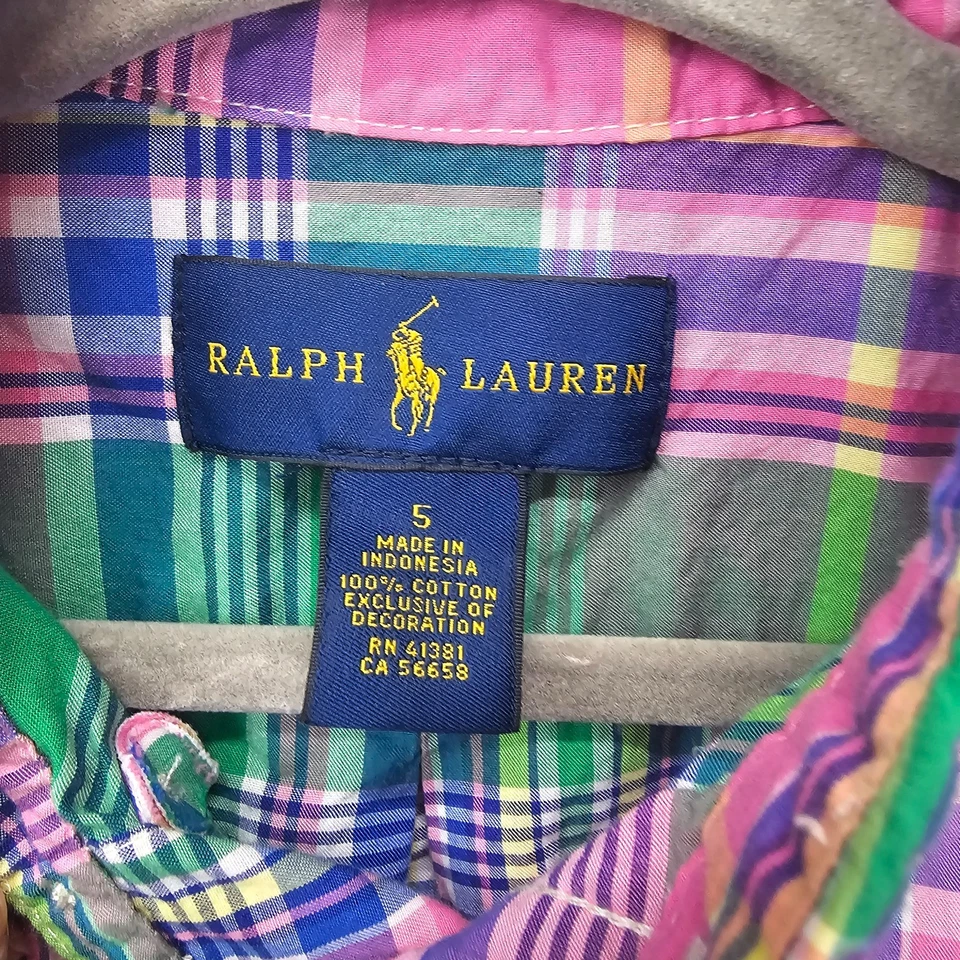 RALPH LAUREN
5
MADE IN
INDONESIA
100% COTTON
EXCLUSIVE OF
DECORATION
RN 41381
CA 56658